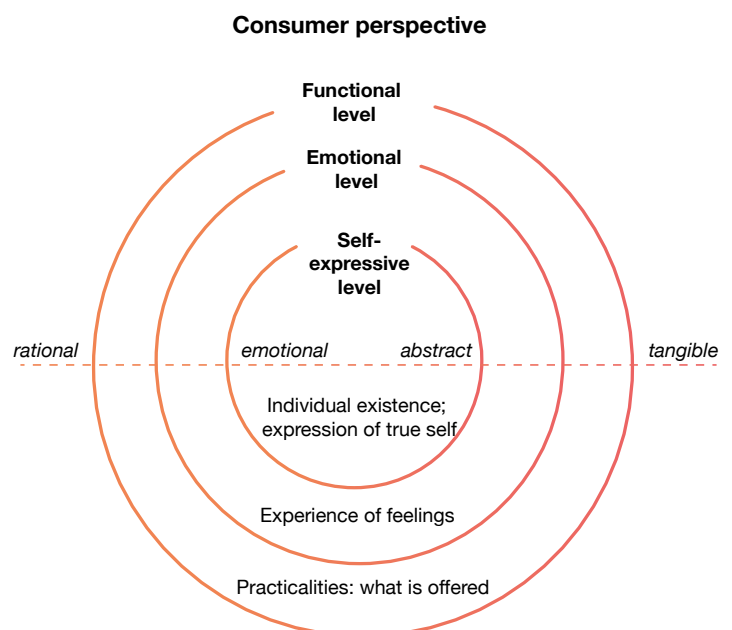 Consumer perspective
Functional
level
Emotional
level
Self-
expressive
level
rational
emotional
abstract
tangible
Individual existence;
expression of true self
Experience of feelings
Practicalities: what is offered